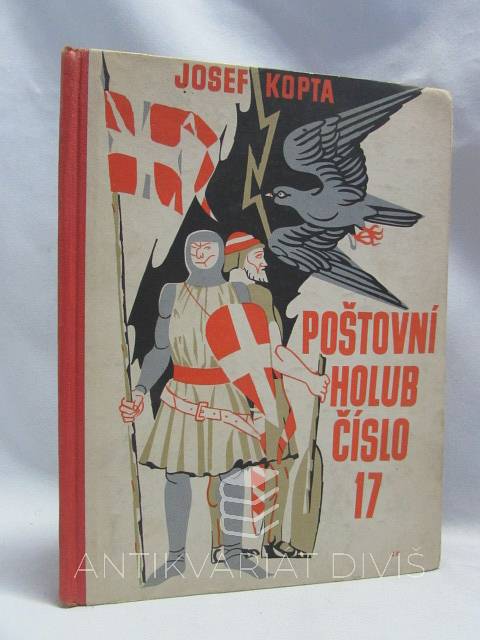 JOSEF KOPTA
POŠTOVNÍ
HOLUB
ČÍSLO
17
ANTIKVARIÁT DIVIŠ